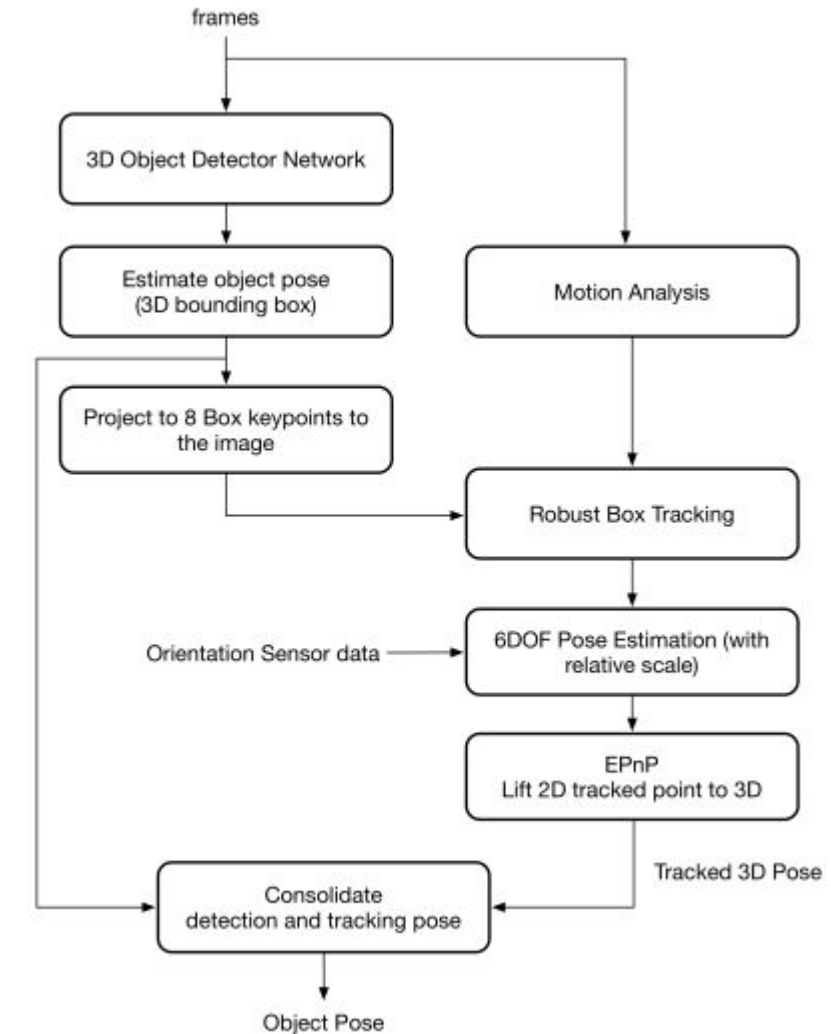 frames
3D Object Detector Network
Estimate object pose
(3D bounding box)
Motion Analysis
Project to 8 Box keypoints to
the image
Robust Box Tracking
Orientation Sensor data
6DOF Pose Estimation (with
relative scale)
EPnP
Lift 2D tracked point to 3D
Tracked 3D Pose
Consolidate
detection and tracking pose
Object Pose